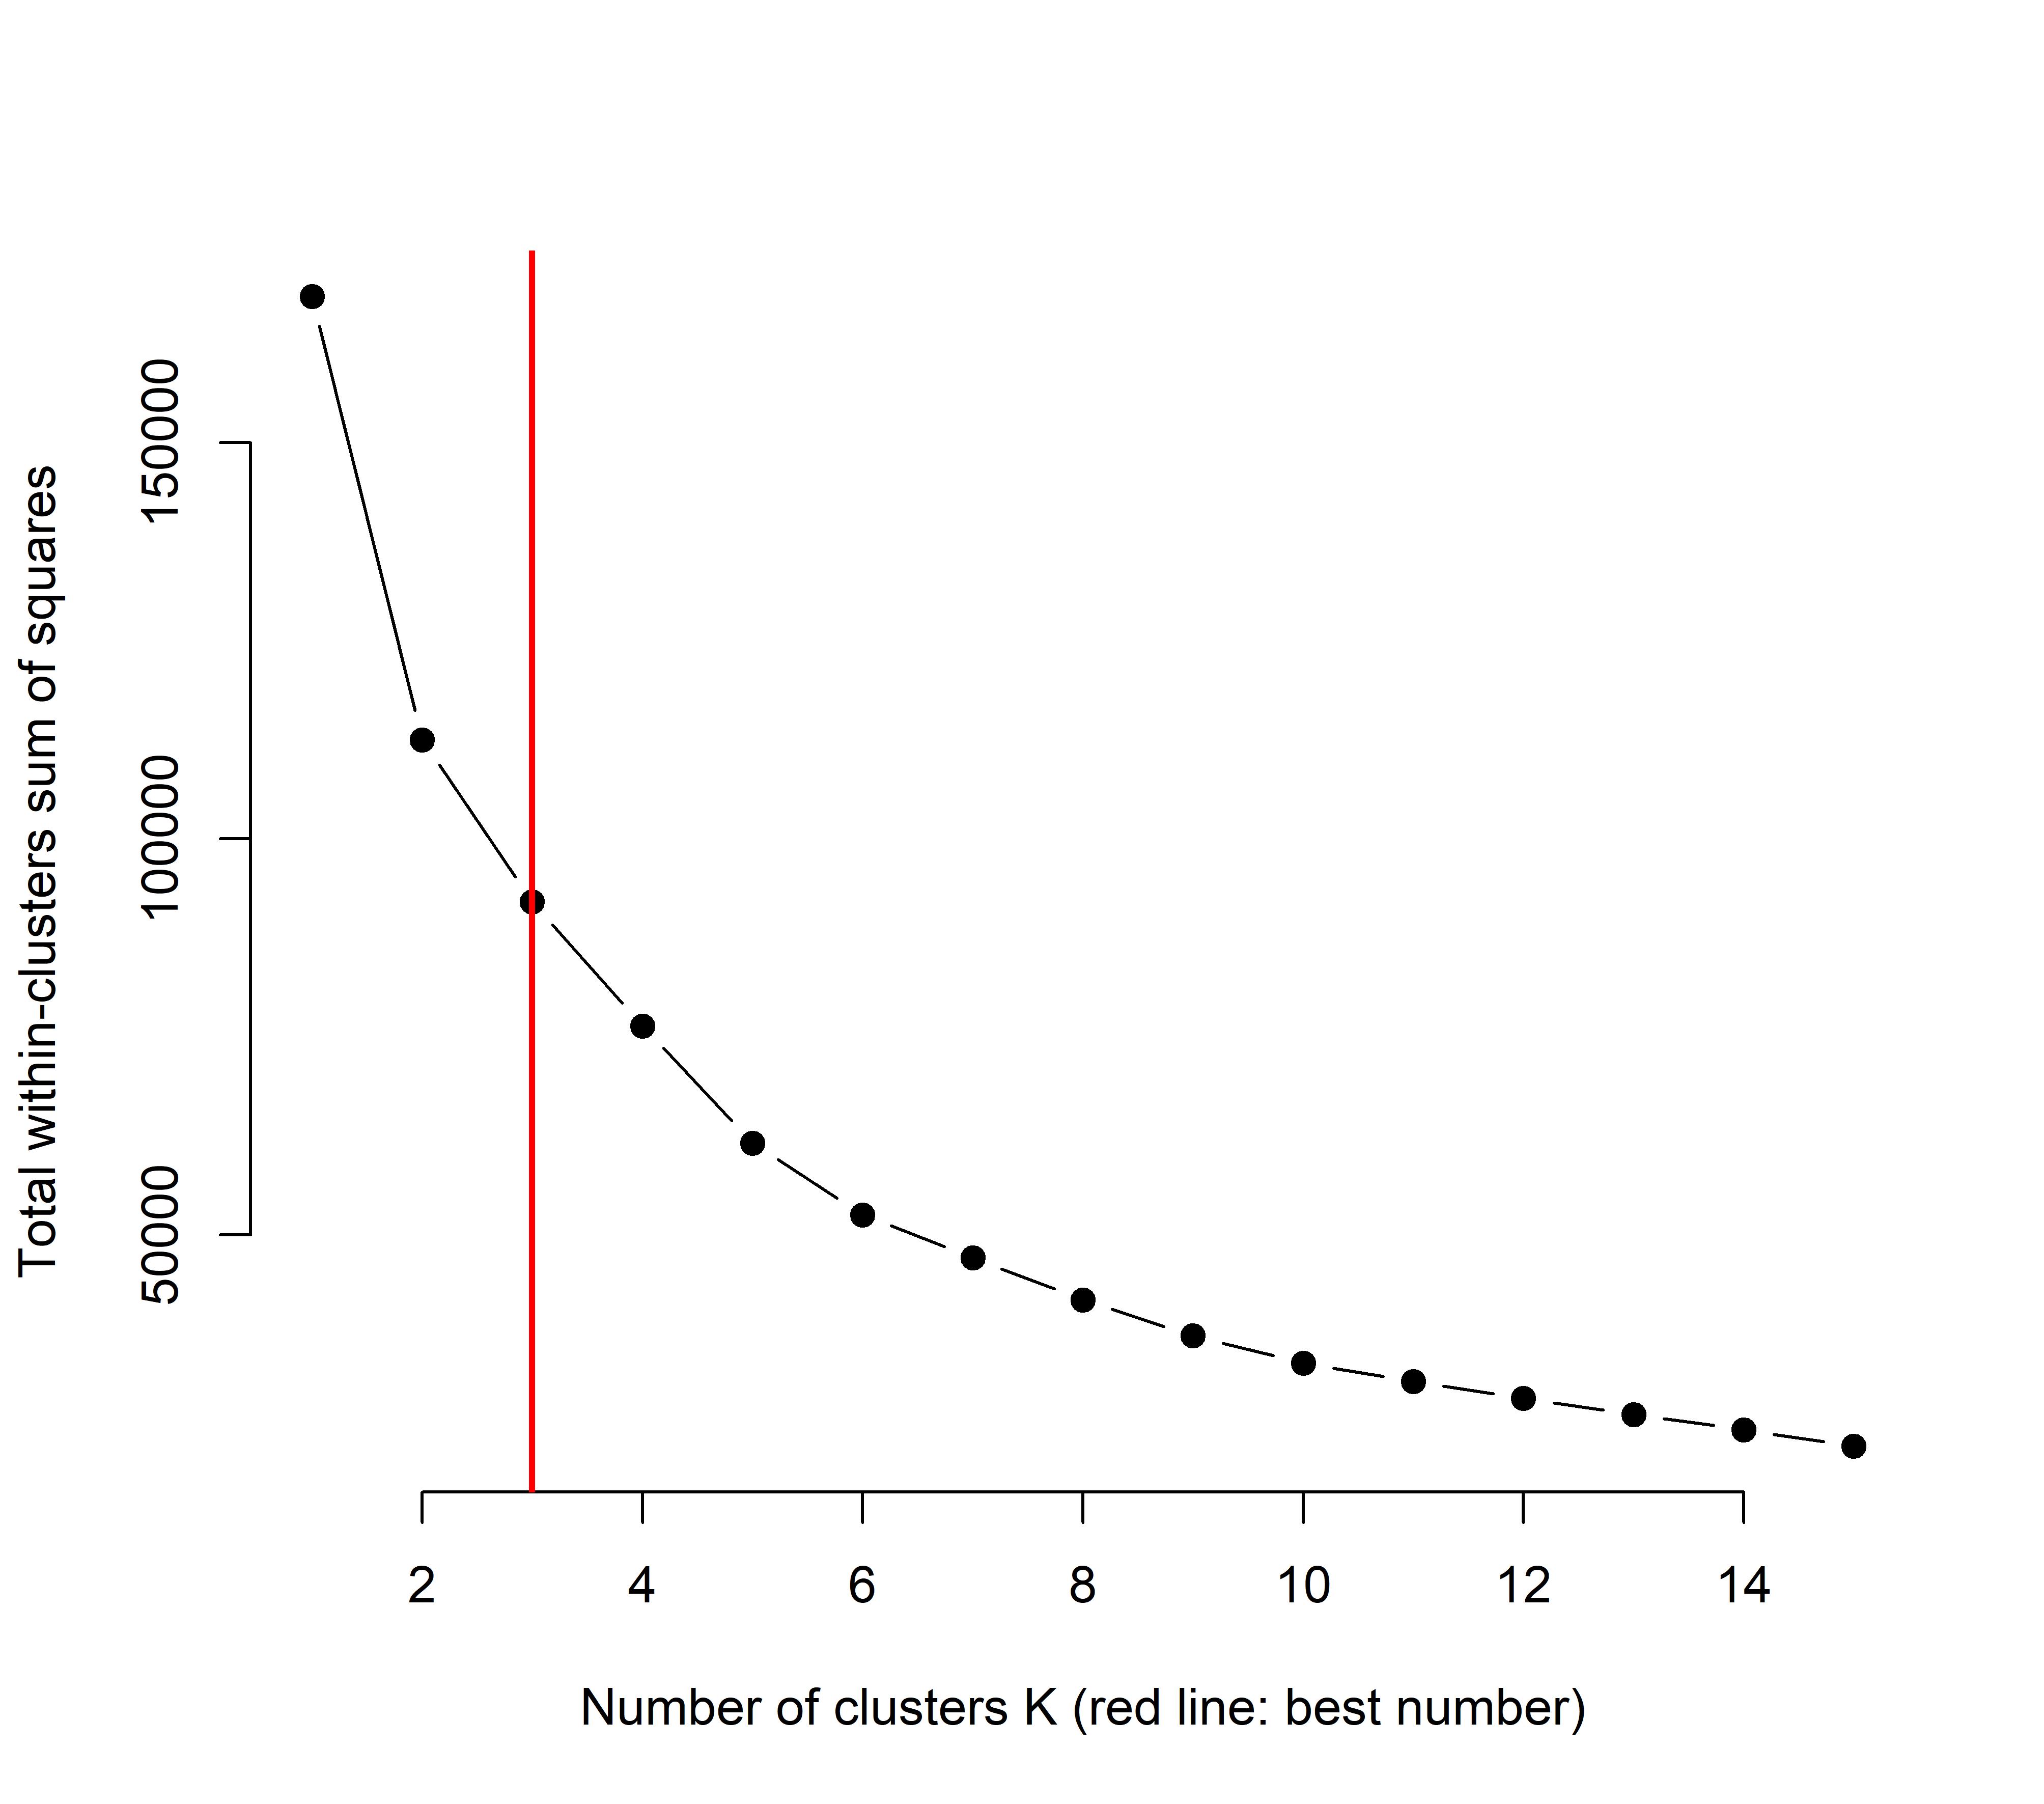 Total within-clusters sum of squares
150000
100000
50000
2 4 6 8 10 12 14
Number of clusters K (red line: best number)